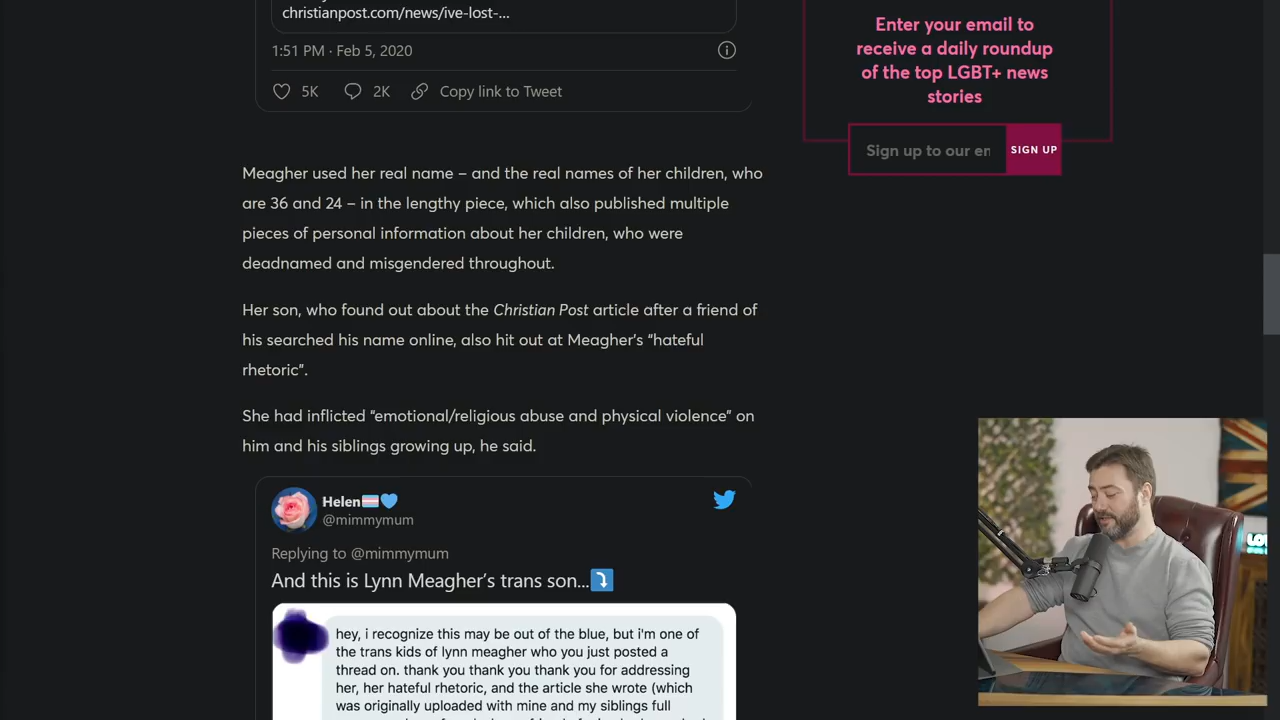 christianpost.com/news/ive-lost-...
1:51 PM · Feb 5, 2020
5K 2K Copy link to Tweet
Enter your email to
receive a daily roundup
of the top LGBT+ news
stories
Sign up to our en
SIGN UP
Meagher used her real name – and the real names of her children, who
are 36 and 24 – in the lengthy piece, which also published multiple
pieces of personal information about her children, who were
deadnamed and misgendered throughout.
Her son, who found out about the Christian Post article after a friend of
his searched his name online, also hit out at Meagher’s “hateful
rhetoric”.
She had inflicted “emotional/religious abuse and physical violence” on
him and his siblings growing up, he said.
Helen
@mimmymum
Replying to @mimmymum
And this is Lynn Meagher’s trans son...
hey, i recognize this may be out of the blue, but i'm one of
the trans kids of lynn meagher who you just posted a
thread on. thank you thank you thank you for addressing
her, her hateful rhetoric, and the article she wrote (which
was originally uploaded with mine and my siblings full